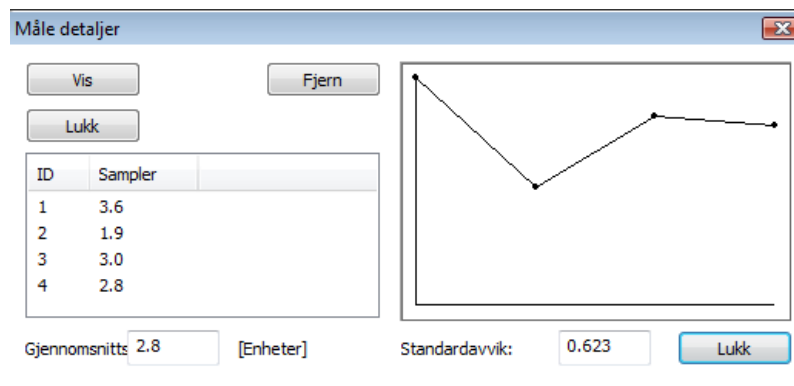 Måle detaljer
Vis
Fjern
Lukk
ID Sampler
1 3.6
2 1.9
3 3.0
4 2.8
Gjennomsnitts 2.8 [Enheter] Standardavvik: 0.623 Lukk